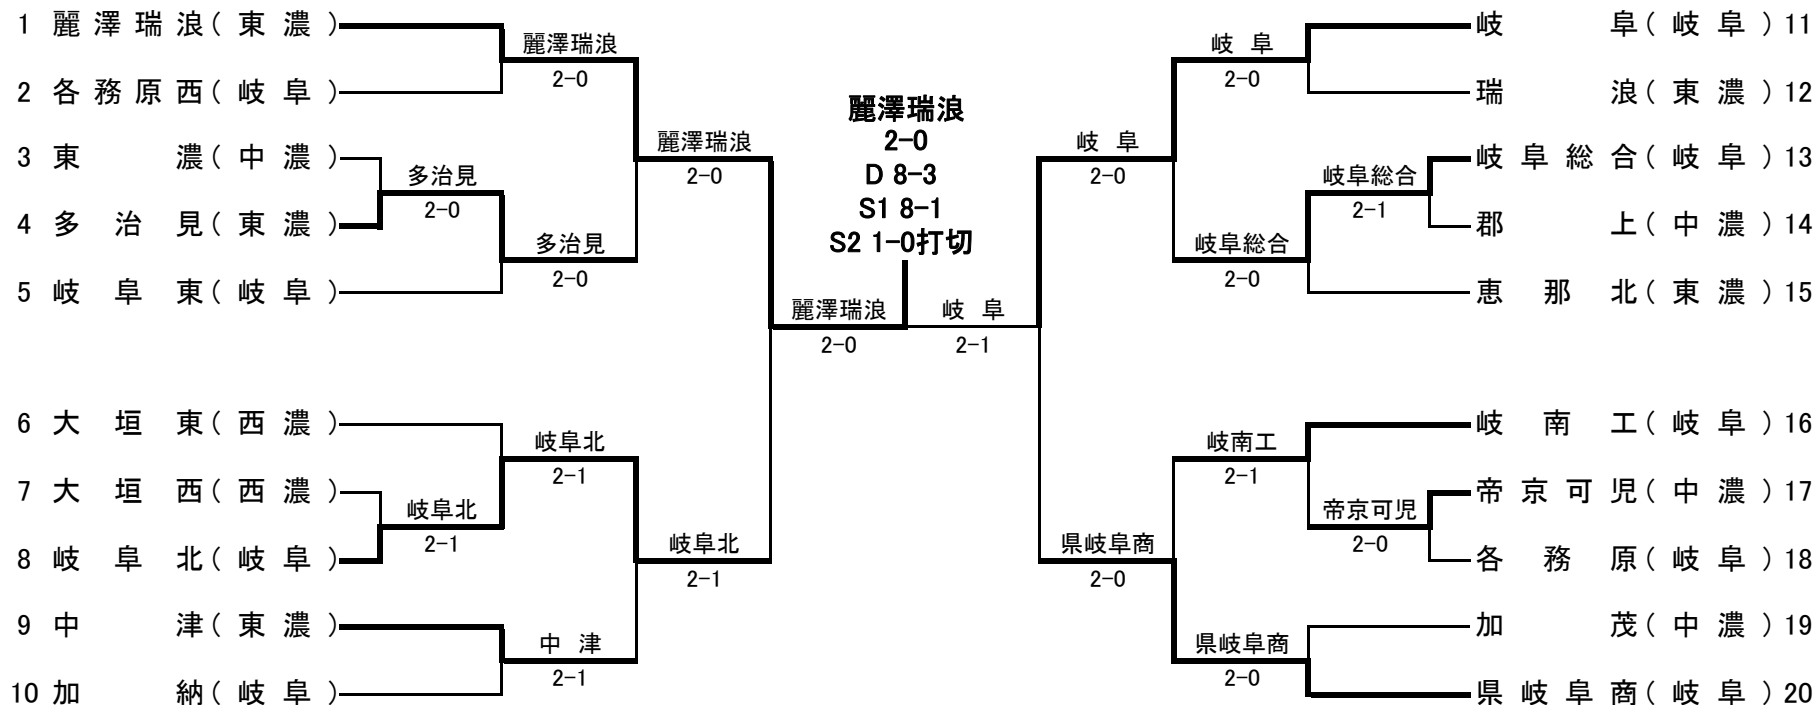 1 麗澤瑞浪(東濃)
2 各務原西(岐阜)
3 東濃(中濃)
4 多治見(東濃)
5 岐阜東(岐阜)
6 大垣東(西濃)
7 大垣西(西濃)
8 岐阜北(岐阜)
9 中津(東濃)
10 加納(岐阜)
麗澤瑞浪
2-0
多治見
2-0
多治見
2-0
麗澤瑞浪
2-0
岐阜北
2-1
岐阜北
2-1
中津
2-1
岐阜北
2-1
麗澤瑞浪
2-0
麗澤瑞浪
2-0
D 8-3
S1 8-1
S2 1-0打切
岐阜
2-1
岐阜
2-0
県岐阜商
2-0
岐阜
2-0
岐阜総合
2-0
岐阜総合
2-1
岐南工
2-1
帝京可児
2-0
県岐阜商
2-0
岐阜(岐阜)11
瑞浪(東濃)12
岐阜総合(岐阜)13
郡上(中濃)14
恵那北(東濃)15
岐南工(岐阜)16
帝京可児(中濃)17
各務原(岐阜)18
加茂(中濃)19
県岐阜商(岐阜)20